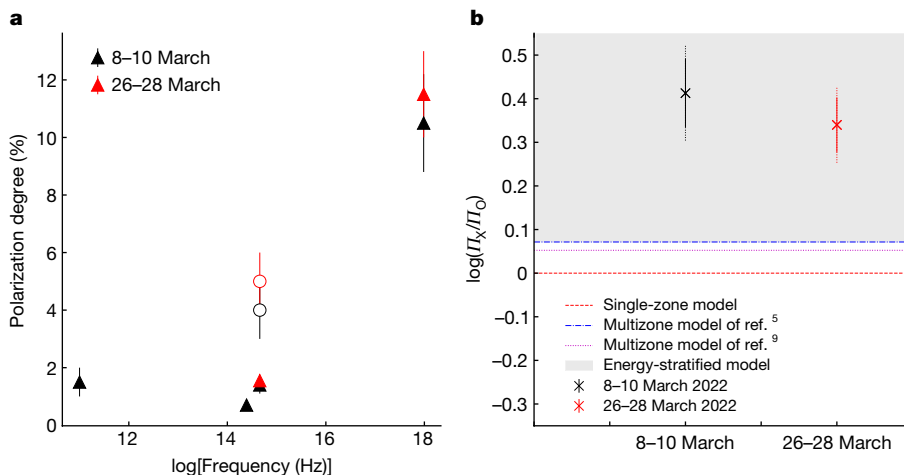 a
8–10 March
26–28 March
Polarization degree (%)
12
10
8
6
4
2
0
12
14
16
18
log[Frequency (Hz)]
b
log(Π_X/Π_O)
0.5
0.4
0.3
0.2
0.1
0
−0.1
−0.2
−0.3
Single-zone model
Multizone model of ref. 5
Multizone model of ref. 9
Energy-stratified model
8–10 March 2022
26–28 March 2022
8–10 March
26–28 March